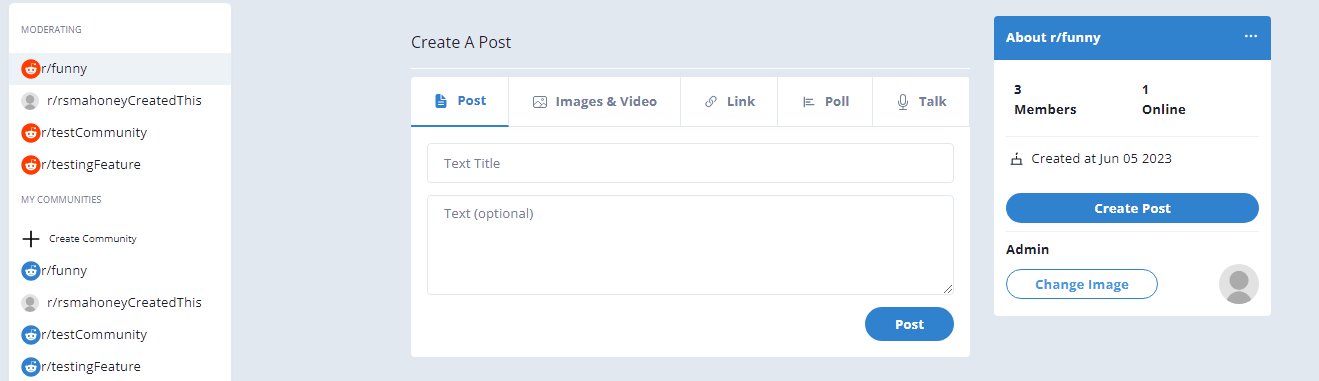 MODERATING
r/funny
r/rsmahoneyCreatedThis
r/testCommunity
r/testingFeature
MY COMMUNITIES
Create Community
r/funny
r/rsmahoneyCreatedThis
r/testCommunity
r/testingFeature
Create A Post
Post Images & Video Link Poll Talk
Text Title
Text (optional)
Post
About r/funny
3 1
Members Online
Created at Jun 05 2023
Create Post
Admin
Change Image